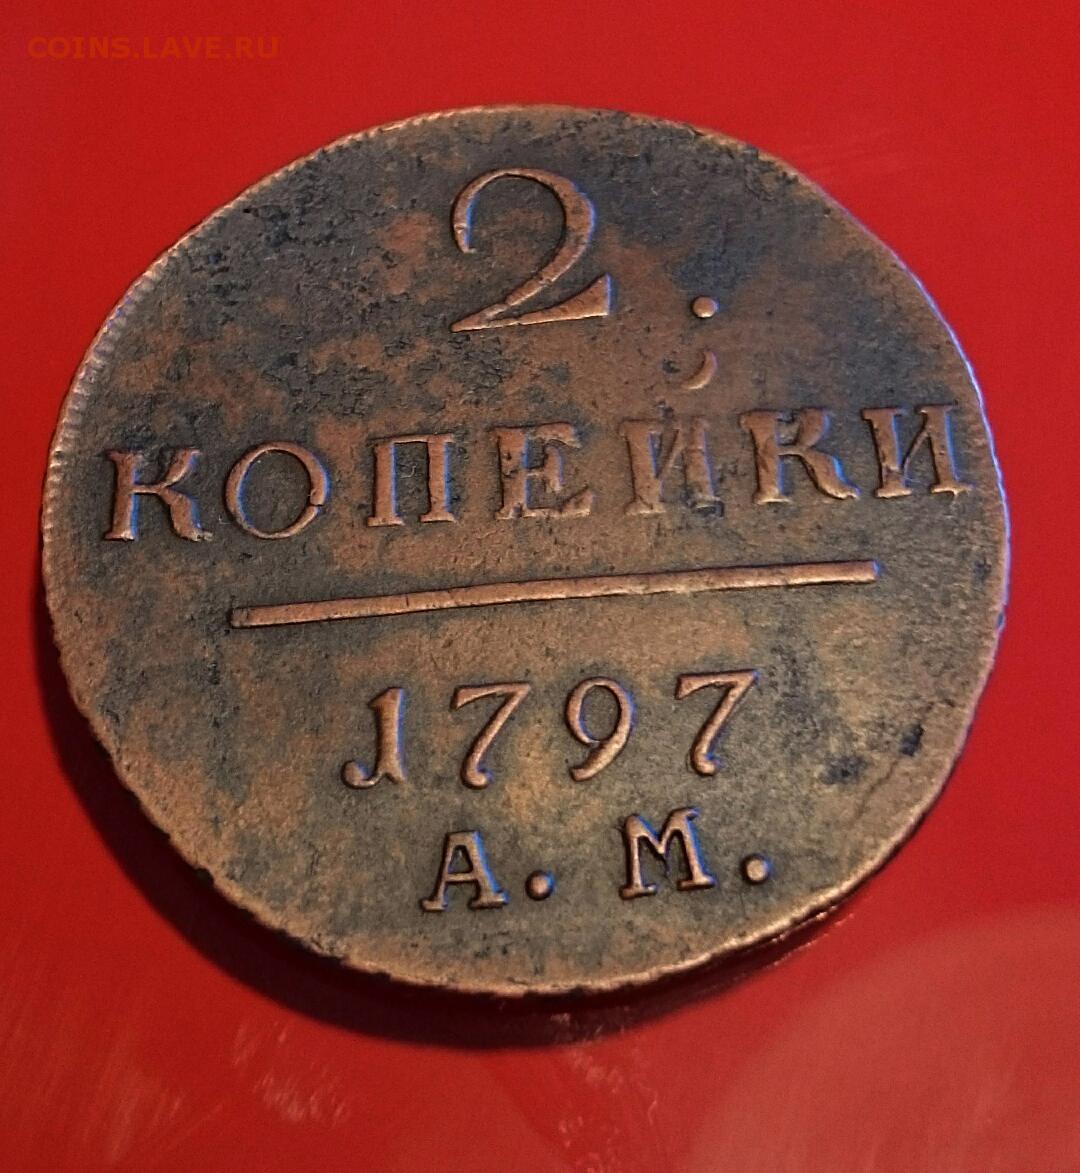 COINS.LAVE.RU
2.
КОПЕЙКИ
1797
А. М.